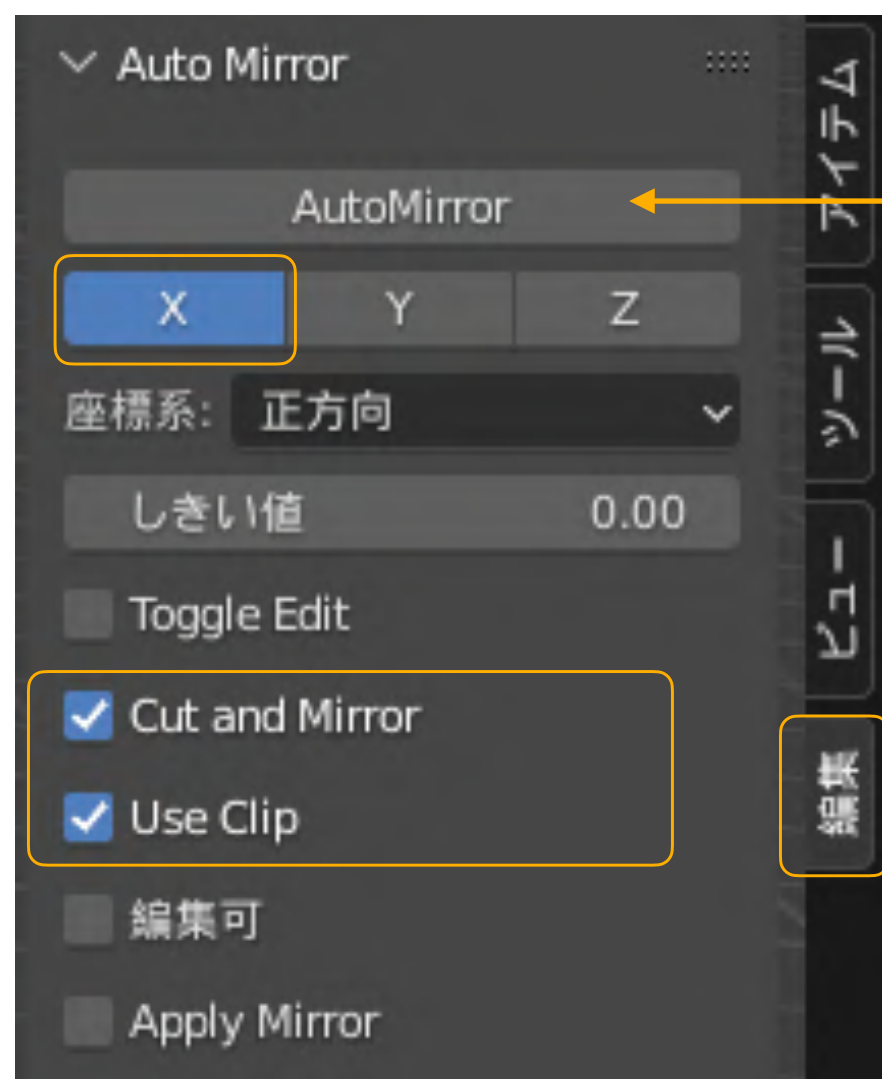 Auto Mirror
AutoMirror
X Y Z
座標系: 正方向
しきい値 0.00
Toggle Edit
Cut and Mirror
Use Clip
編集可
Apply Mirror
アイテム
ツール
ビュー
編集